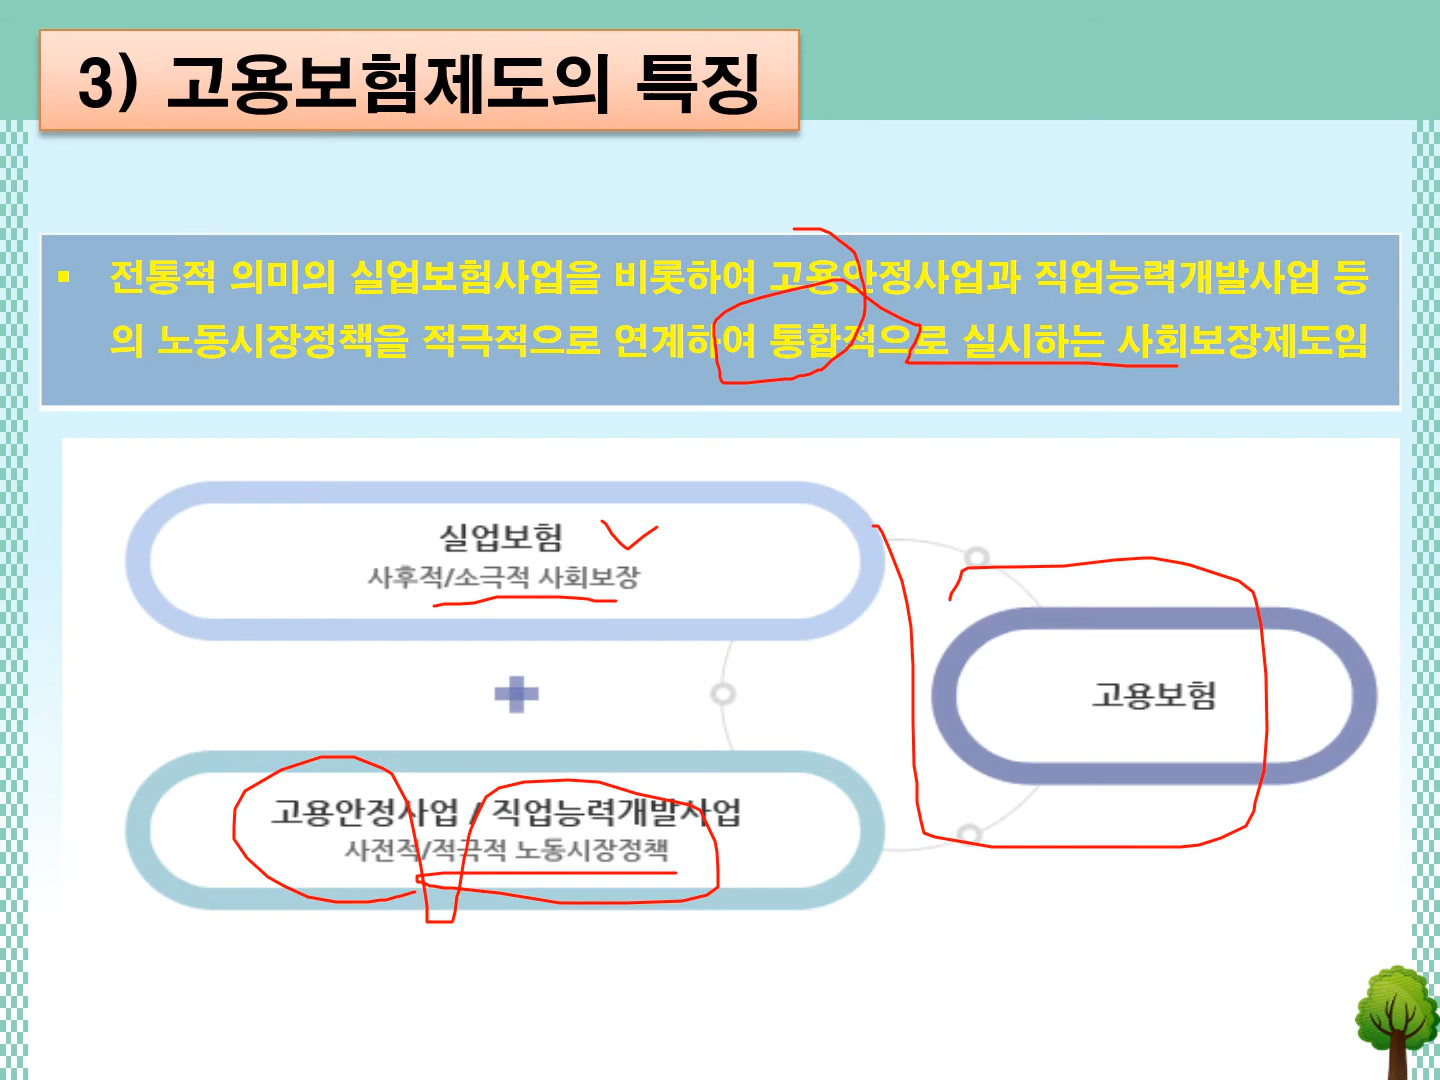 3) 고용보험제도의 특징
▪ 전통적 의미의 실업보험사업을 비롯하여 고용안정사업과 직업능력개발사업 등
의 노동시장정책을 적극적으로 연계하여 통합적으로 실시하는 사회보장제도임
실업보험
사후적/소극적 사회보장
고용보험
고용안정사업 / 직업능력개발사업
사전적/적극적 노동시장정책